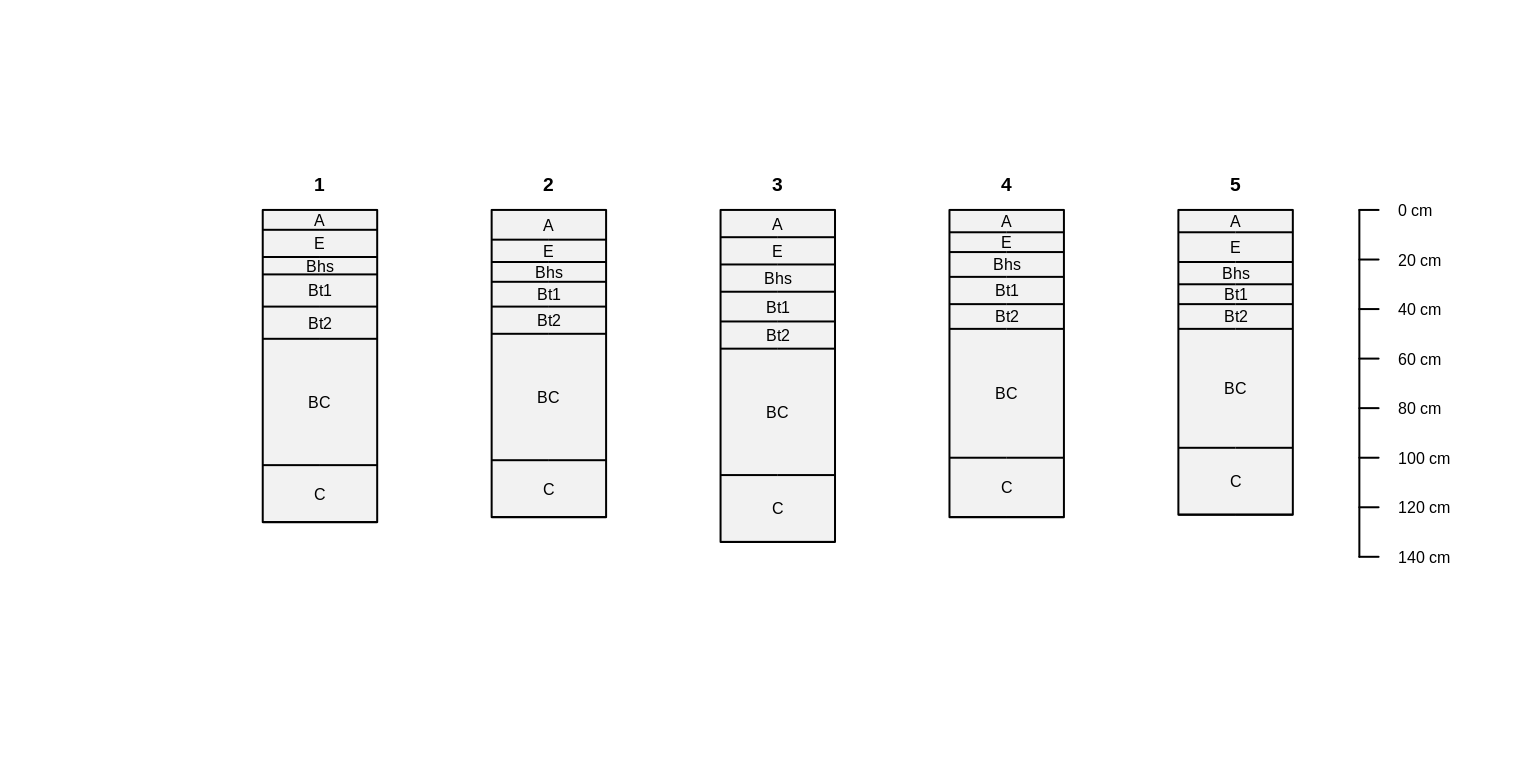 1 2 3 4 5
A A A A A 0 cm
E E E E E 20 cm
Bhs Bhs Bhs Bhs Bhs
Bt1 Bt1 Bt1 Bt1 Bt1 40 cm
Bt2 Bt2 Bt2 Bt2 Bt2
60 cm
BC BC BC BC BC 80 cm
100 cm
C C C C C 120 cm
140 cm